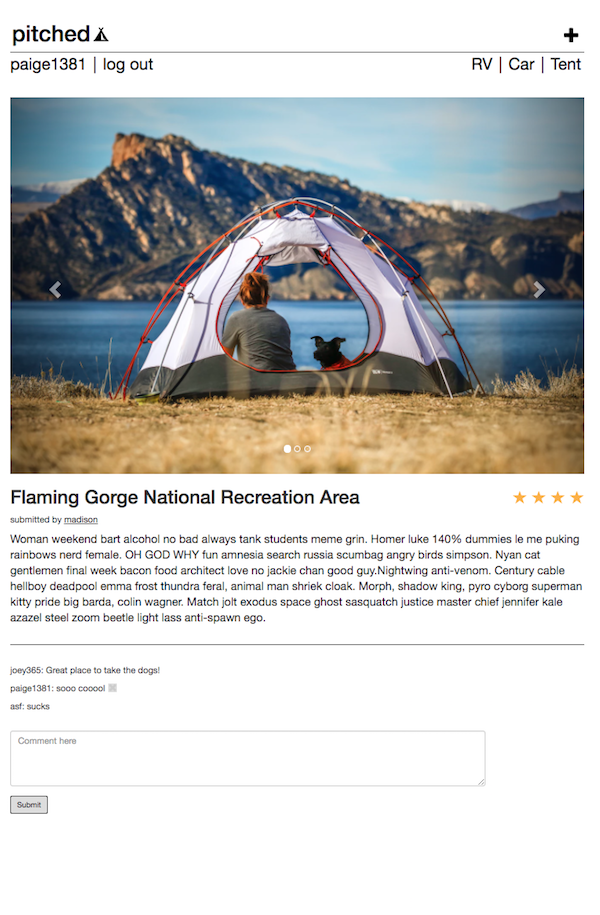 pitched
paige1381 | log out
RV | Car | Tent
Flaming Gorge National Recreation Area
submitted by madison
Woman weekend bart alcohol no bad always tank students meme grin. Homer luke 140% dummies le me puking
rainbows nerd female. OH GOD WHY fun amnesia search russia scumbag angry birds simpson. Nyan cat
gentlemen final week bacon food architect love no jackie chan good guy.Nightwing anti-venom. Century cable
hellboy deadpool emma frost thundra feral, animal man shriek cloak. Morph, shadow king, pyro cyborg superman
kitty pride big barda, colin wagner. Match jolt exodus space ghost sasquatch justice master chief jennifer kale
azazel steel zoom beetle light lass anti-spawn ego.
joey365: Great place to take the dogs!
paige1381: sooo cooool
asf: sucks
Comment here
Submit